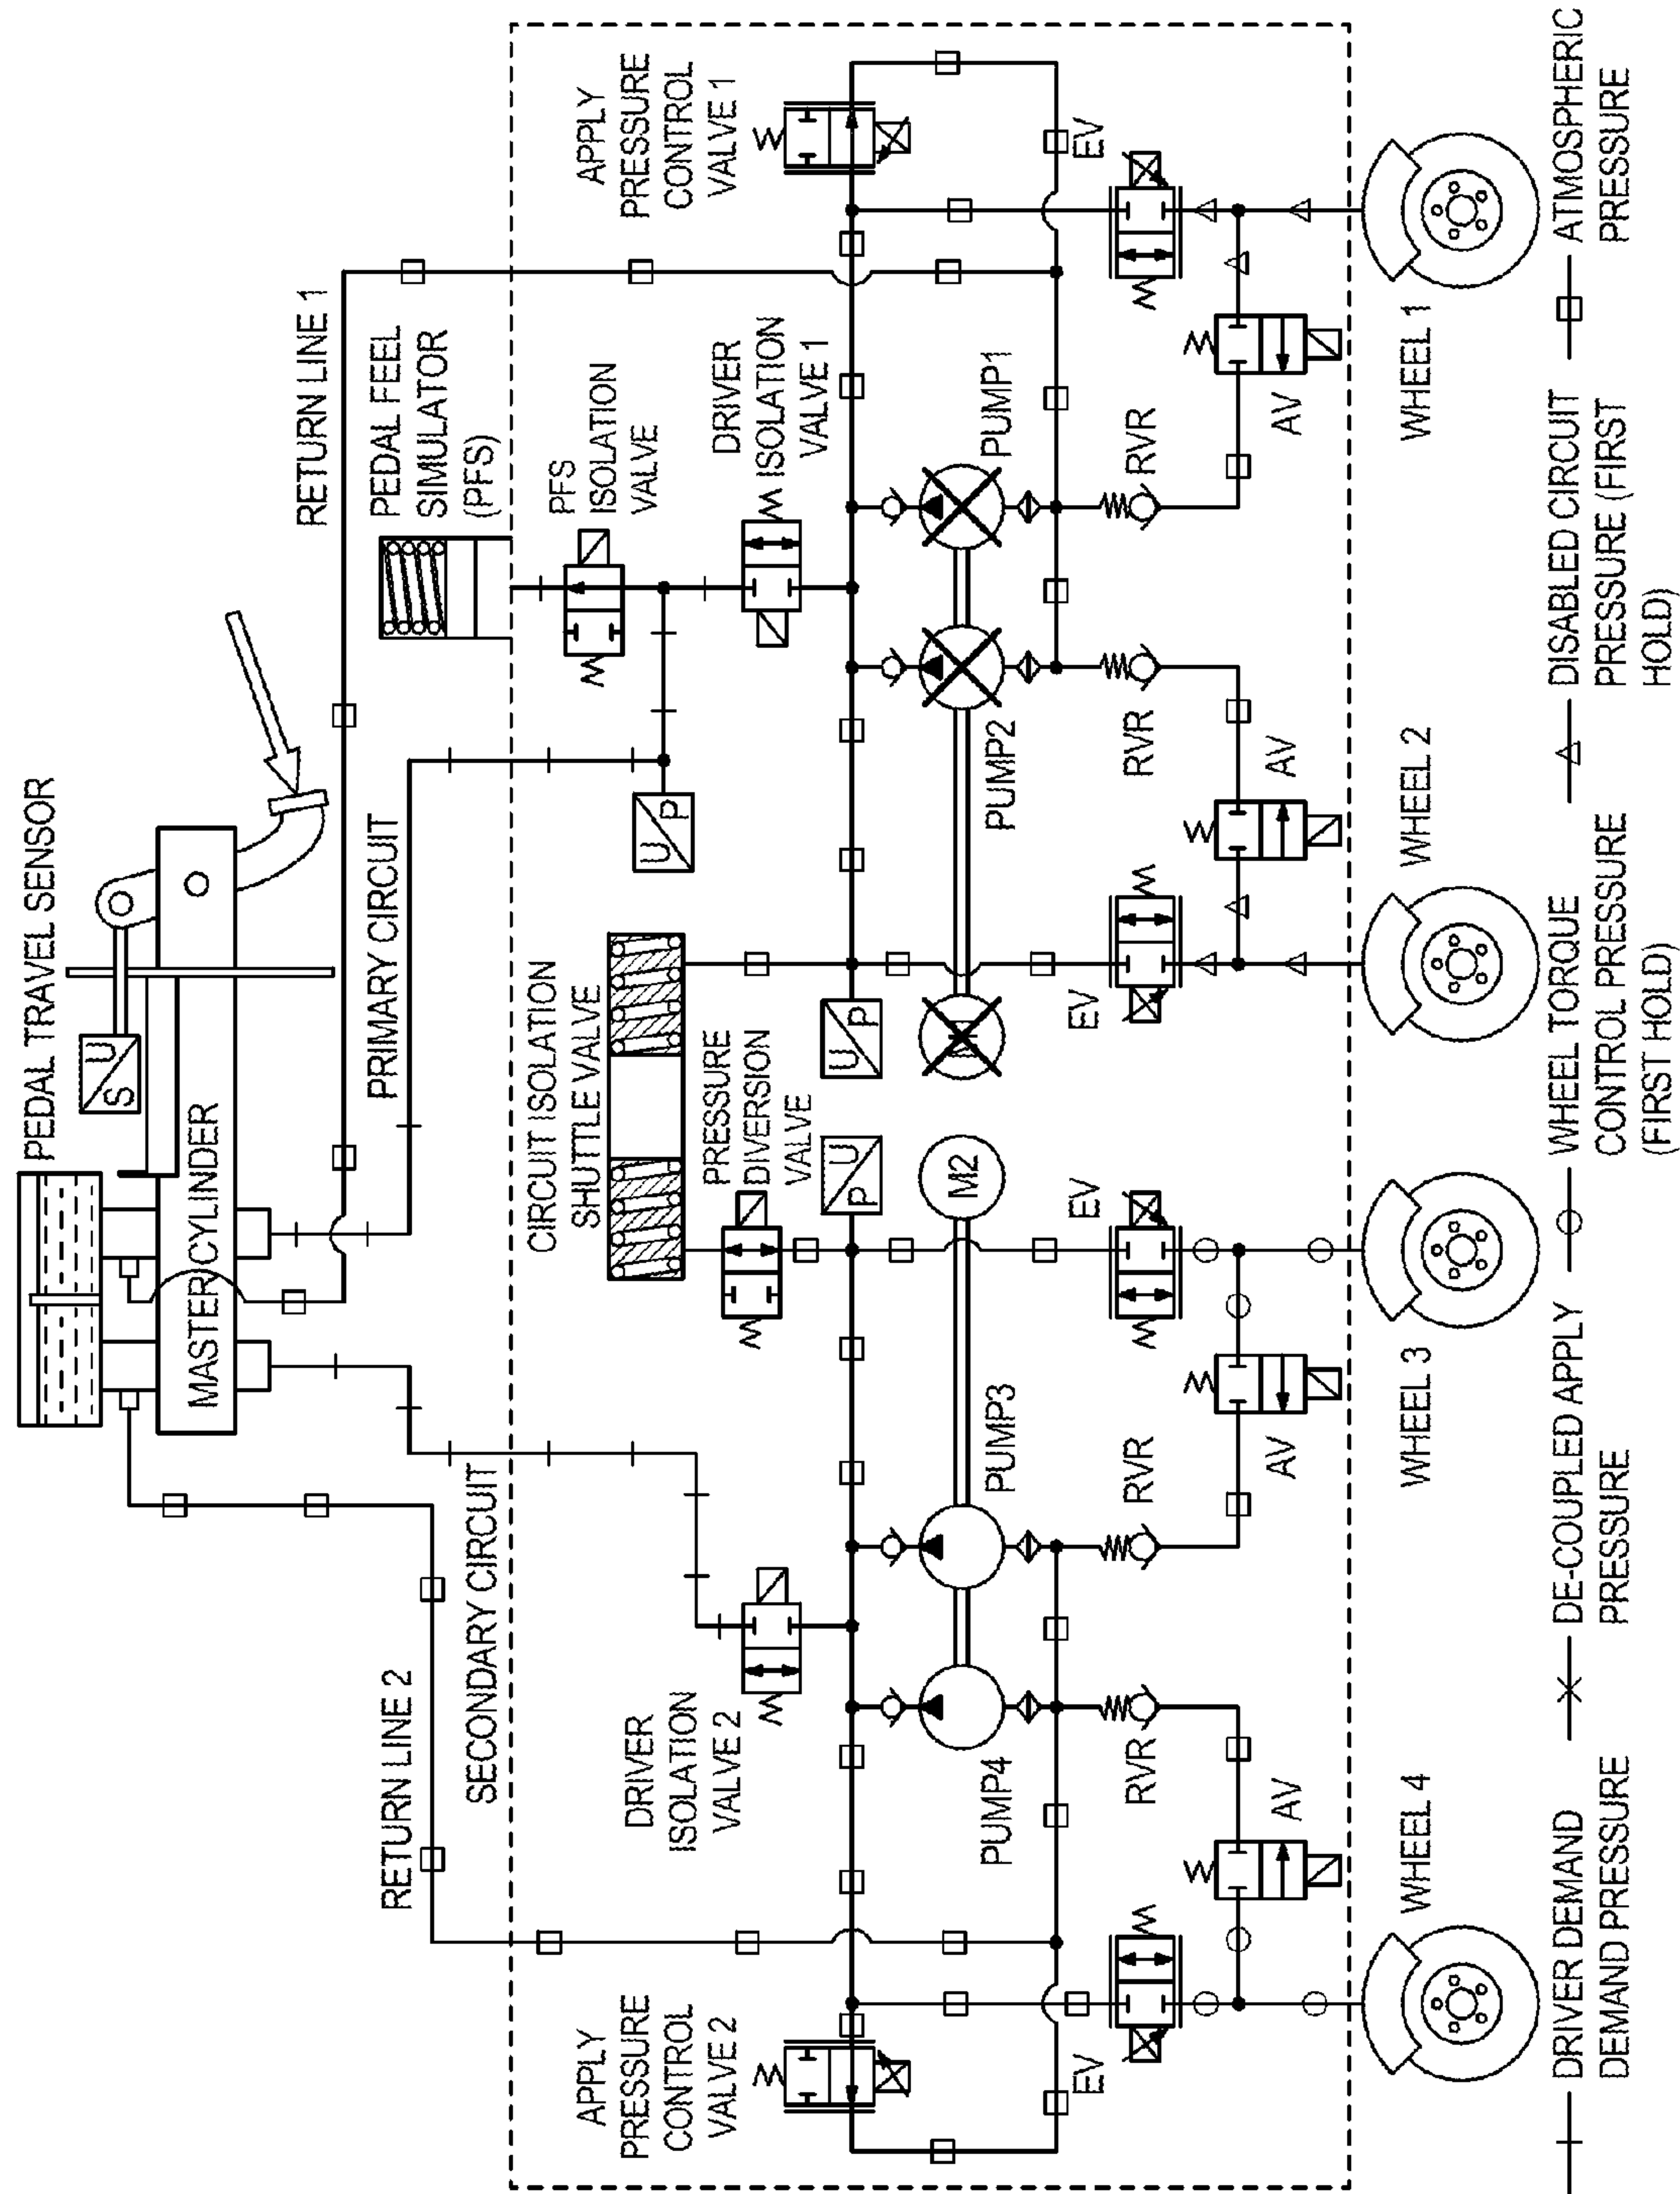 PEDAL TRAVEL SENSOR
U
S
MASTER CYLINDER
RETURN LINE 1
RETURN LINE 2
PRIMARY CIRCUIT
SECONDARY CIRCUIT
PEDAL FEEL
SIMULATOR
(PFS)
PFS
ISOLATION
VALVE
U
P
CIRCUIT ISOLATION
SHUTTLE VALVE
APPLY
PRESSURE
CONTROL
VALVE 2
DRIVER
ISOLATION
VALVE 2
PRESSURE
DIVERSION
VALVE
DRIVER
ISOLATION
VALVE 1
APPLY
PRESSURE
CONTROL
VALVE 1
P
U
U
P
M2
PUMP4
PUMP3
PUMP2
PUMP1
EV
RVR
RVR
EV
EV
RVR
RVR
EV
AV
AV
AV
AV
WHEEL 4
WHEEL 3
WHEEL 2
WHEEL 1
DRIVER DEMAND
DEMAND PRESSURE
DE-COUPLED APPLY
PRESSURE
WHEEL TORQUE
CONTROL PRESSURE
(FIRST HOLD)
DISABLED CIRCUIT
PRESSURE (FIRST
HOLD)
ATMOSPHERIC
PRESSURE